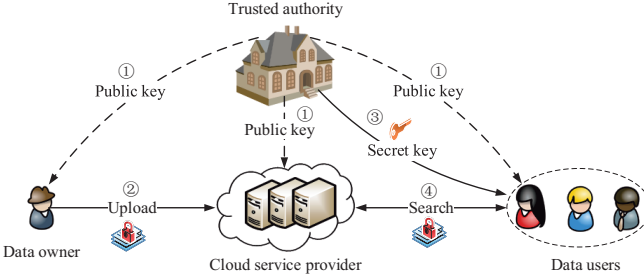 Trusted authority
①
Public key
①
Public key
①
Public key
③
Secret key
②
Upload
④
Search
Data owner
Cloud service provider
Data users